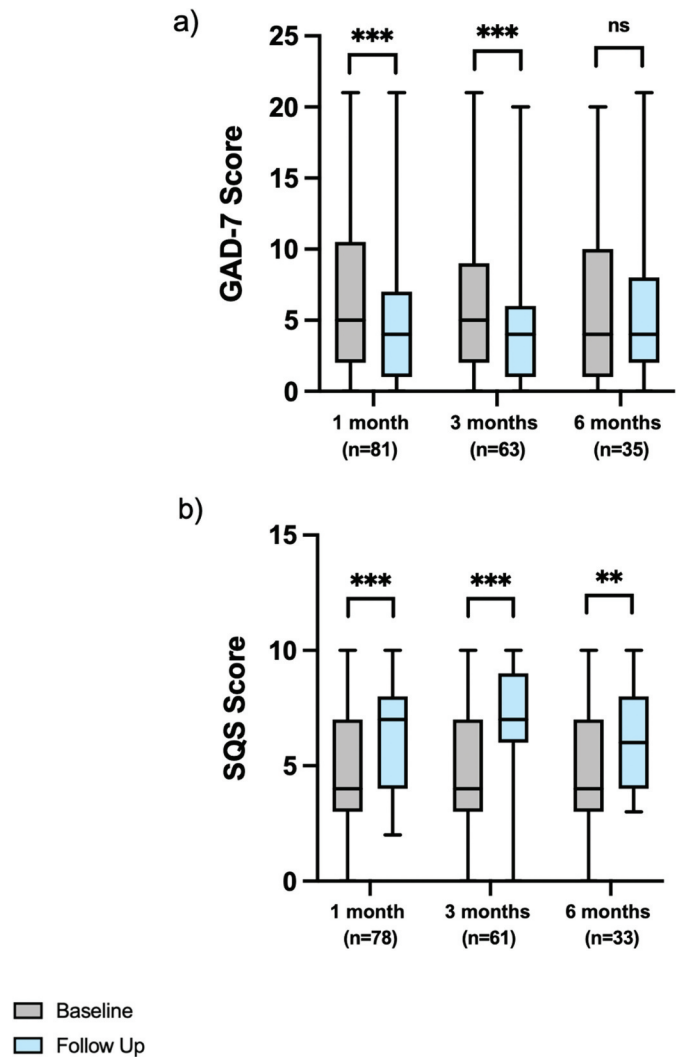 a)
GAD-7 Score
25
20
15
10
5
0
***
***
ns
1 month
(n=81)
3 months
(n=63)
6 months
(n=35)
b)
SQS Score
15
10
5
0
***
***
**
1 month
(n=78)
3 months
(n=61)
6 months
(n=33)
Baseline
Follow Up